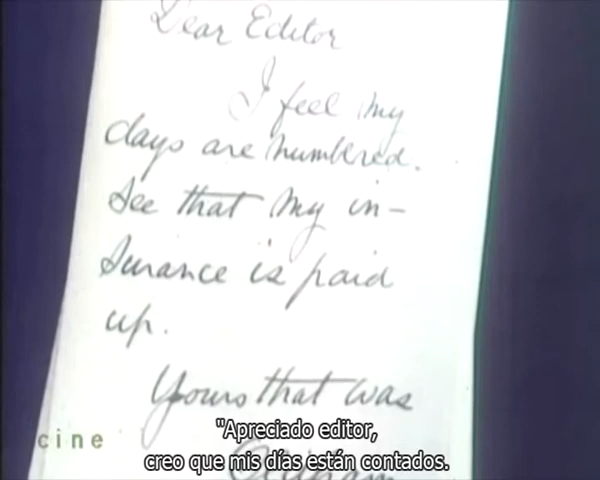 Dear Editor
I feel my
days are numbered.
See that my in-
surance is paid
up.
Yours that was
cine
"Apreciado editor,
creo que mis días están contados.